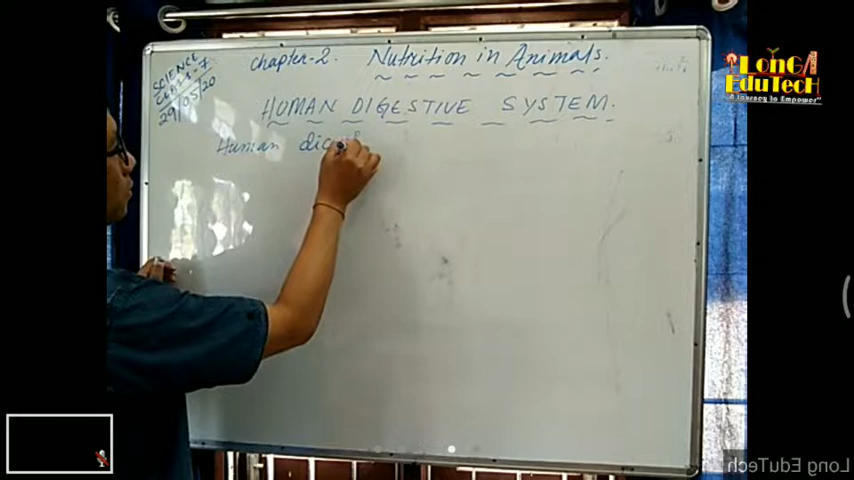 SCIENCE
CLASS-7
29/05/20
Chapter-2. Nutrition in Animals.
HUMAN DIGESTIVE SYSTEM.
Human
LonGA
EduTecH
"A Journey to Empower"
Long EduTech